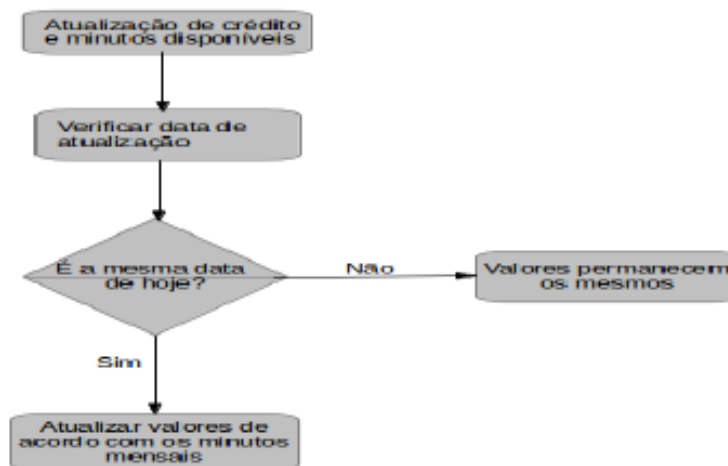 Atualização de crédito
e minutos disponíveis
Verificar data de
atualização
É a mesma data
de hoje?
Não
Valores permanecem
os mesmos
Sim
Atualizar valores de
acordo com os minutos
mensais